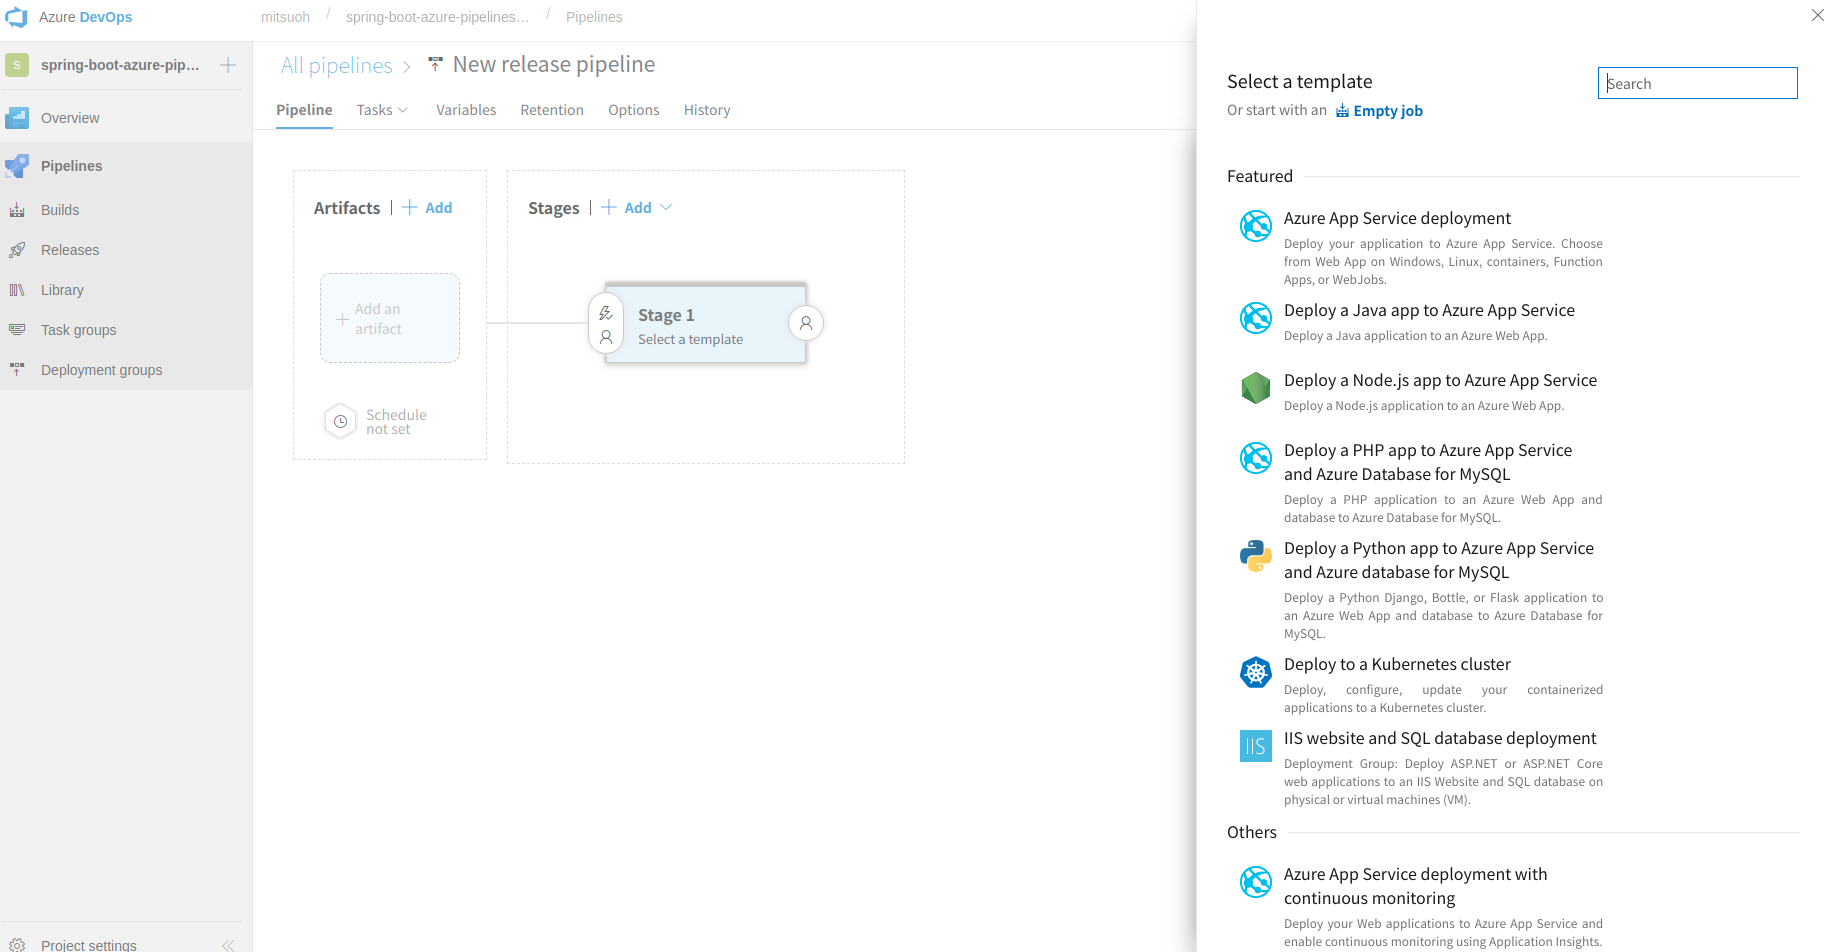 Azure DevOps
mitsuoh / spring-boot-azure-pipelines... / Pipelines
S spring-boot-azure-pip...
Overview
Pipelines
Builds
Releases
Library
Task groups
Deployment groups
Project settings
All pipelines > New release pipeline
Pipeline Tasks Variables Retention Options History
Artifacts | + Add
Add an
artifact
Schedule
not set
Stages | + Add
Stage 1
Select a template
Select a template
Search
Or start with an Empty job
Featured
Azure App Service deployment
Deploy your application to Azure App Service. Choose
from Web App on Windows, Linux, containers, Function
Apps, or WebJobs.
Deploy a Java app to Azure App Service
Deploy a Java application to an Azure Web App.
Deploy a Node.js app to Azure App Service
Deploy a Node.js application to an Azure Web App.
Deploy a PHP app to Azure App Service
and Azure Database for MySQL
Deploy a PHP application to an Azure Web App and
database to Azure Database for MySQL.
Deploy a Python app to Azure App Service
and Azure database for MySQL
Deploy a Python Django, Bottle, or Flask application to
an Azure Web App and database to Azure Database for
MySQL.
Deploy to a Kubernetes cluster
Deploy, configure, update your containerized
applications to a Kubernetes cluster.
IIS
IIS website and SQL database deployment
Deployment Group: Deploy ASP.NET or ASP.NET Core
web applications to an IIS Website and SQL database on
physical or virtual machines (VM).
Others
Azure App Service deployment with
continuous monitoring
Deploy your Web applications to Azure App Service and
enable continuous monitoring using Application Insights.